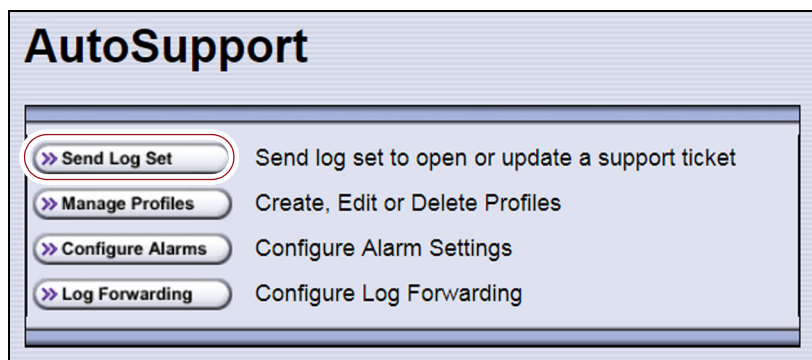 AutoSupport
» Send Log Set Send log set to open or update a support ticket
» Manage Profiles Create, Edit or Delete Profiles
» Configure Alarms Configure Alarm Settings
» Log Forwarding Configure Log Forwarding